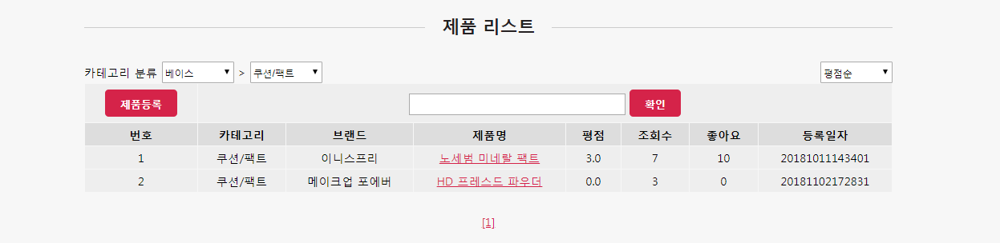 제품 리스트
카테고리 분류 베이스 > 쿠션/팩트 평점순
제품등록 확인
번호 카테고리 브랜드 제품명 평점 조회수 좋아요 등록일자
1 쿠션/팩트 이니스프리 노세범 미네랄 팩트 3.0 7 10 20181011143401
2 쿠션/팩트 메이크업 포에버 HD 프레스드 파우더 0.0 3 0 20181102172831
[1]